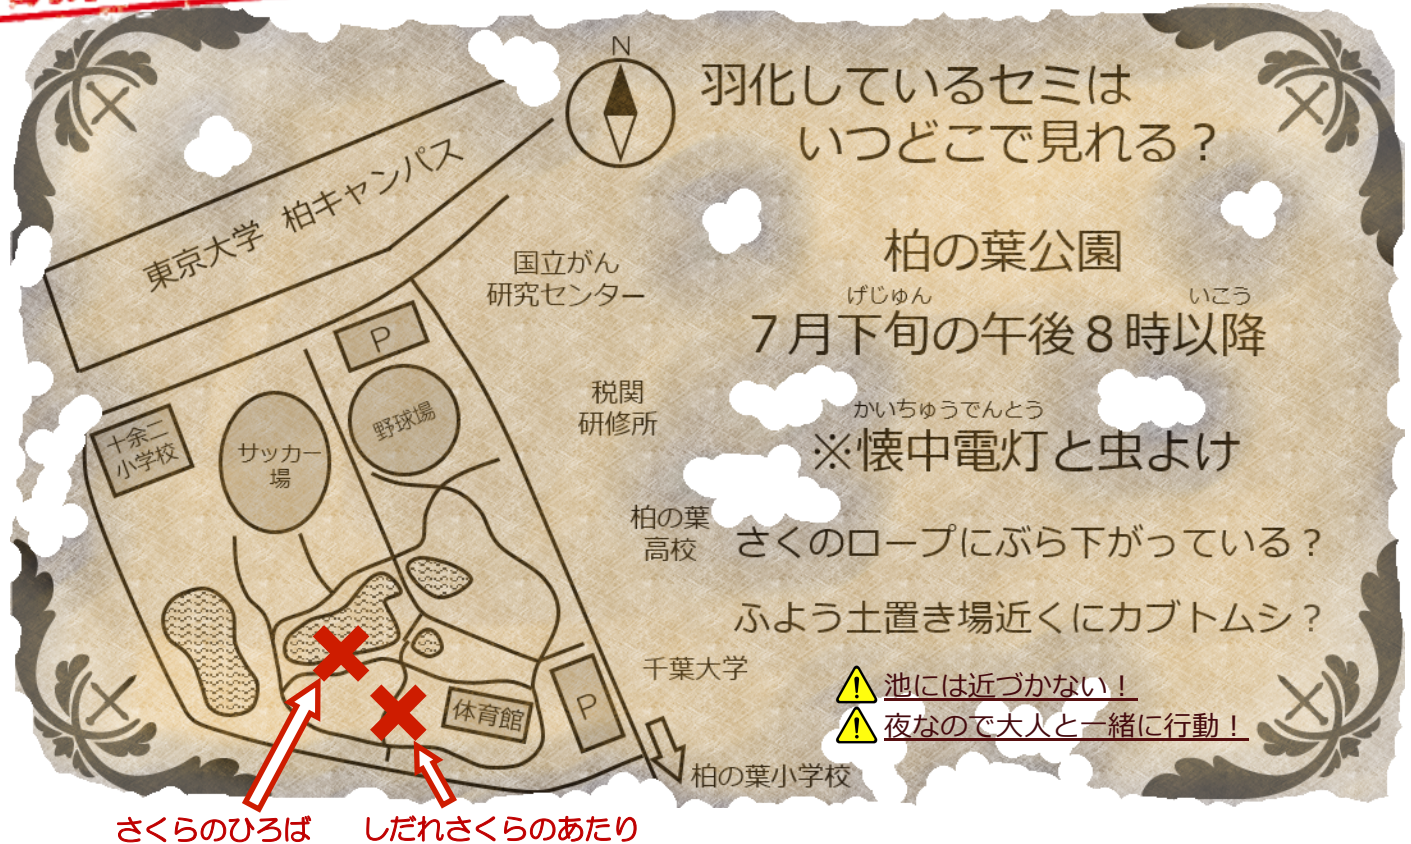 N
羽化しているセミは
いつどこで見れる？
東京大学 柏キャンパス
国立がん
研究センター
柏の葉公園
げじゅん いこう
７月下旬の午後８時以降
P
税関
研修所
野球場
かいちゅうでんとう
※懐中電灯と虫よけ
十余二
小学校
サッカー
場
柏の葉
高校
さくのロープにぶら下がっている？
ふよう土置き場近くにカブトムシ？
千葉大学
池には近づかない！
夜なので大人と一緒に行動！
体育館
P
柏の葉小学校
さくらのひろば
しだれさくらのあたり